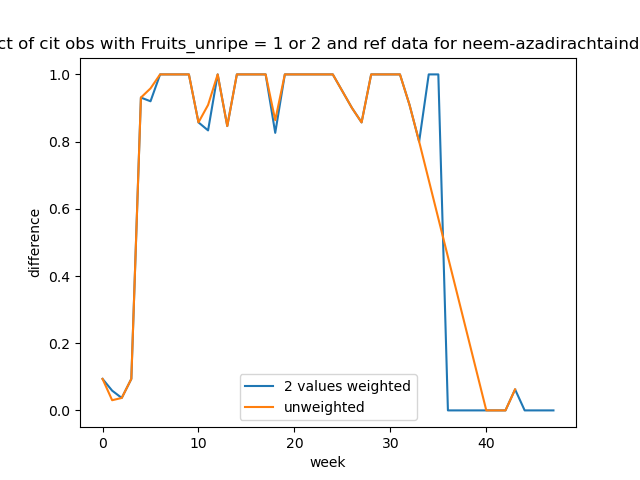 ct of cit obs with Fruits_unripe = 1 or 2 and ref data for neem-azadirachtaind
1.0
0.8
0.6
0.4
0.2
0.0
difference
2 values weighted
unweighted
0 10 20 30 40
week